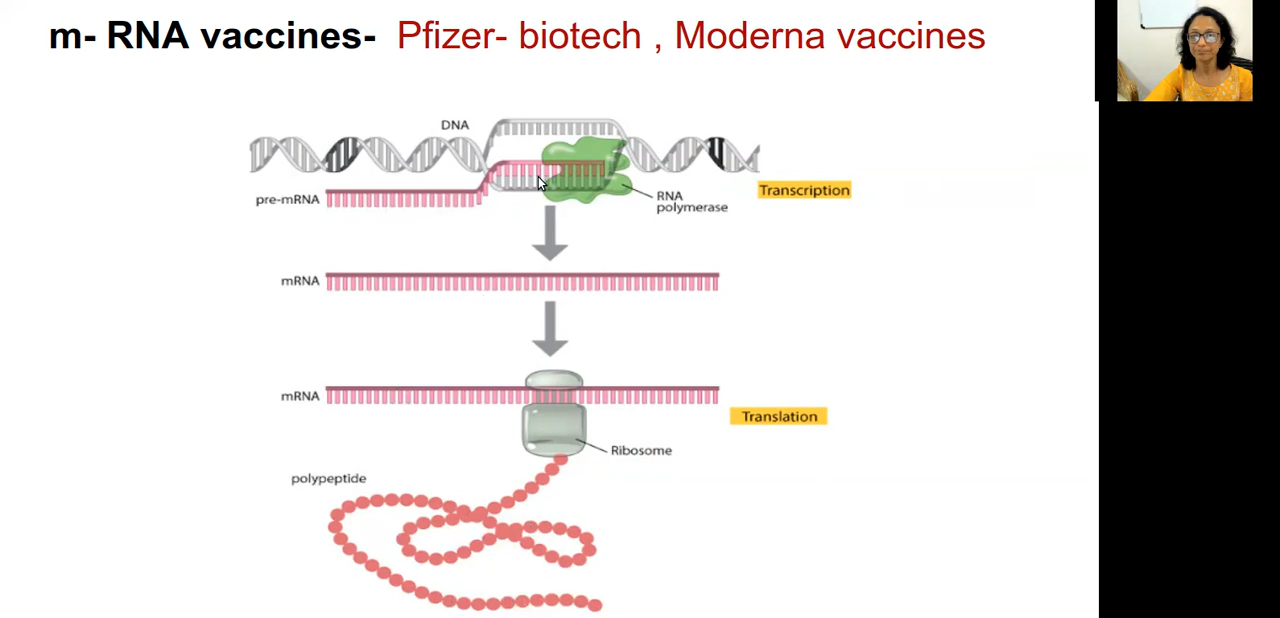 m- RNA vaccines- Pfizer- biotech , Moderna vaccines
DNA
pre-mRNA
RNA
polymerase
Transcription
mRNA
mRNA
Translation
Ribosome
polypeptide